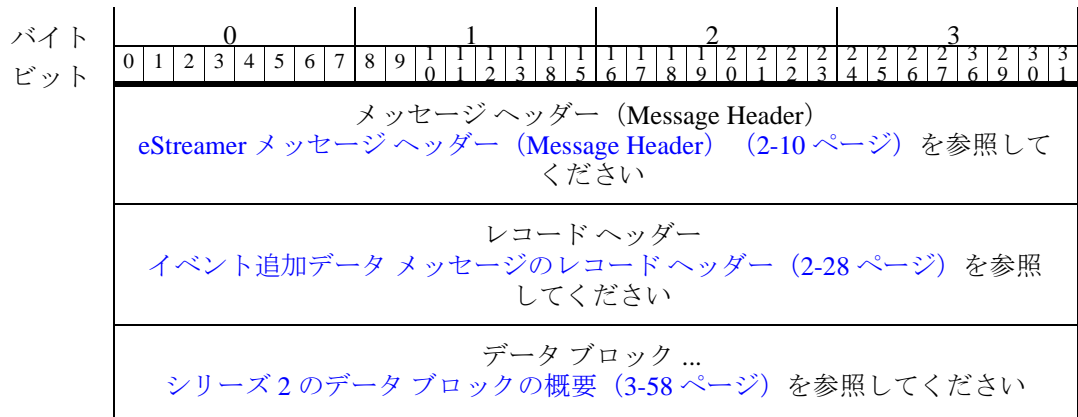 バイト 0 1 2 3
ビット 0 1 2 3 4 5 6 7 8 9 10 11 12 13 18 15 16 17 18 19 20 21 22 23 24 25 26 27 36 29 30 31
メッセージ ヘッダー（Message Header）
eStreamer メッセージ ヘッダー（Message Header）（2-10 ページ）を参照して
ください
レコード ヘッダー
イベント追加データ メッセージのレコード ヘッダー（2-28 ページ）を参照
してください
データ ブロック ...
シリーズ 2 のデータ ブロックの概要（3-58 ページ）を参照してください